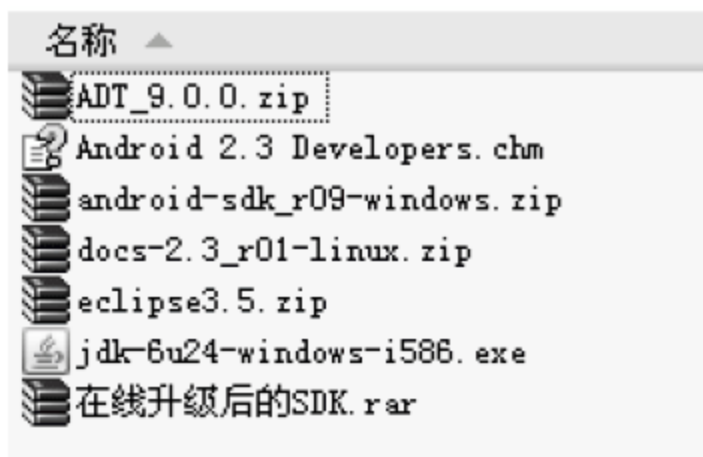 名称
ADT_9.0.0.zip
Android 2.3 Developers.chm
android-sdk_r09-windows.zip
docs-2.3_r01-linux.zip
eclipse3.5.zip
jdk-6u24-windows-i586.exe
在线升级后的SDK.rar